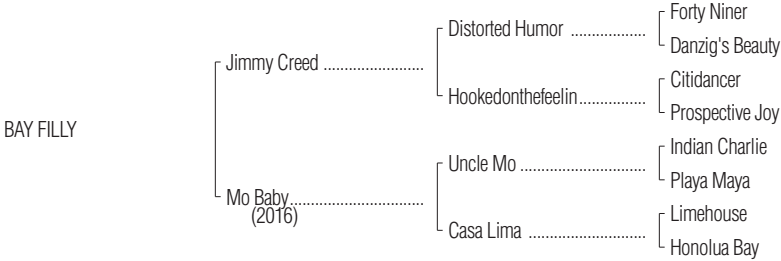 Forty Niner
Distorted Humor ..................
Danzig's Beauty
Jimmy Creed ........................
Citidancer
Hookedonthefeelin................
Prospective Joy
BAY FILLY
Indian Charlie
Uncle Mo ..............................
Playa Maya
Mo Baby................................
(2016)
Limehouse
Casa Lima ............................
Honolua Bay